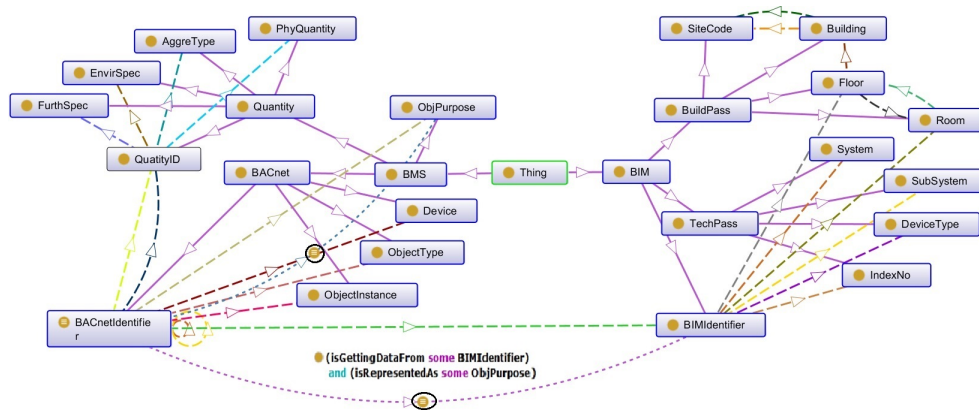 PhyQuantity
SiteCode
Building
AggreType
EnvirSpec
Floor
FurthSpec
Quantity
ObjPurpose
BuildPass
Room
QuatityID
System
BACnet
BMS
Thing
BIM
SubSystem
Device
TechPass
DeviceType
ObjectType
IndexNo
ObjectInstance
BACnetIdentifie
r
BIMIdentifier
(isGettingDataFrom some BIMIdentifier)
and (isRepresentedAs some ObjPurpose)